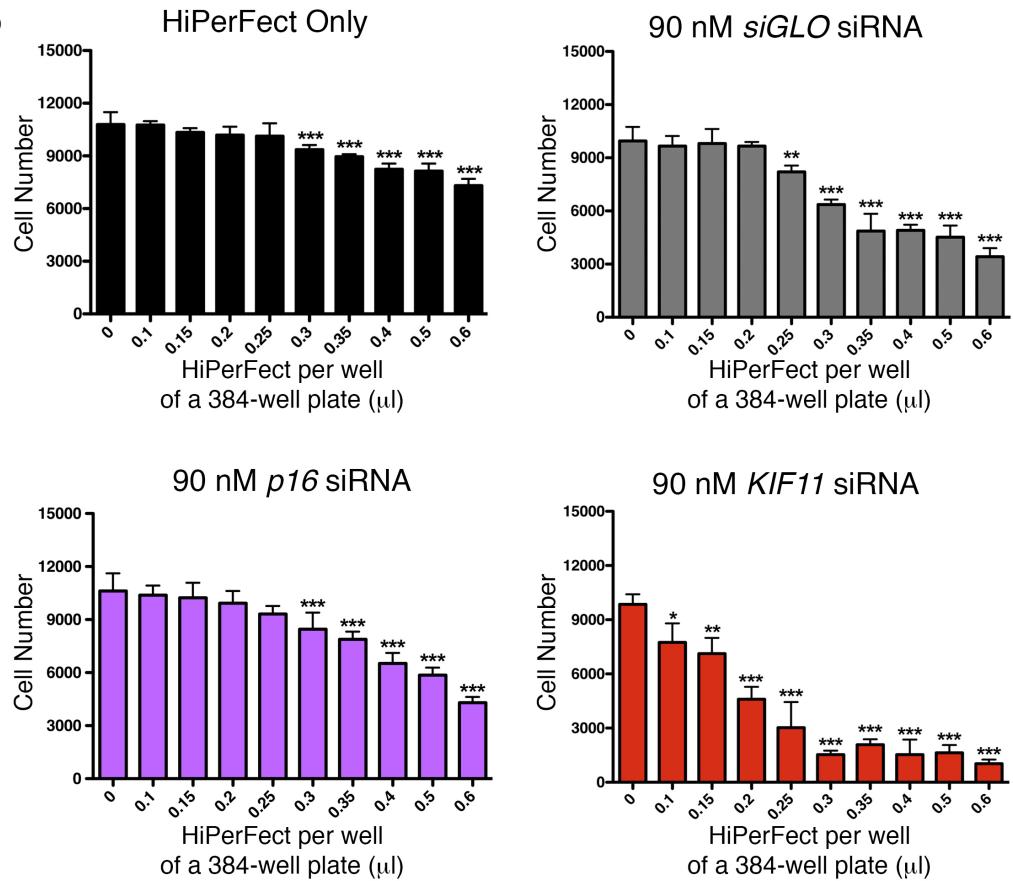 HiPerFect Only
15000
12000
9000
6000
3000
0
Cell Number
*** *** *** *** ***
0 0.1 0.15 0.2 0.25 0.3 0.35 0.4 0.5 0.6
HiPerFect per well
of a 384-well plate (μl)
90 nM siGLO siRNA
15000
12000
9000
6000
3000
0
Cell Number
** *** *** *** *** ***
0 0.1 0.15 0.2 0.25 0.3 0.35 0.4 0.5 0.6
HiPerFect per well
of a 384-well plate (μl)
90 nM p16 siRNA
15000
12000
9000
6000
3000
0
Cell Number
*** *** *** *** ***
0 0.1 0.15 0.2 0.25 0.3 0.35 0.4 0.5 0.6
HiPerFect per well
of a 384-well plate (μl)
90 nM KIF11 siRNA
15000
12000
9000
6000
3000
0
Cell Number
* ** *** *** *** *** *** *** ***
0 0.1 0.15 0.2 0.25 0.3 0.35 0.4 0.5 0.6
HiPerFect per well
of a 384-well plate (μl)